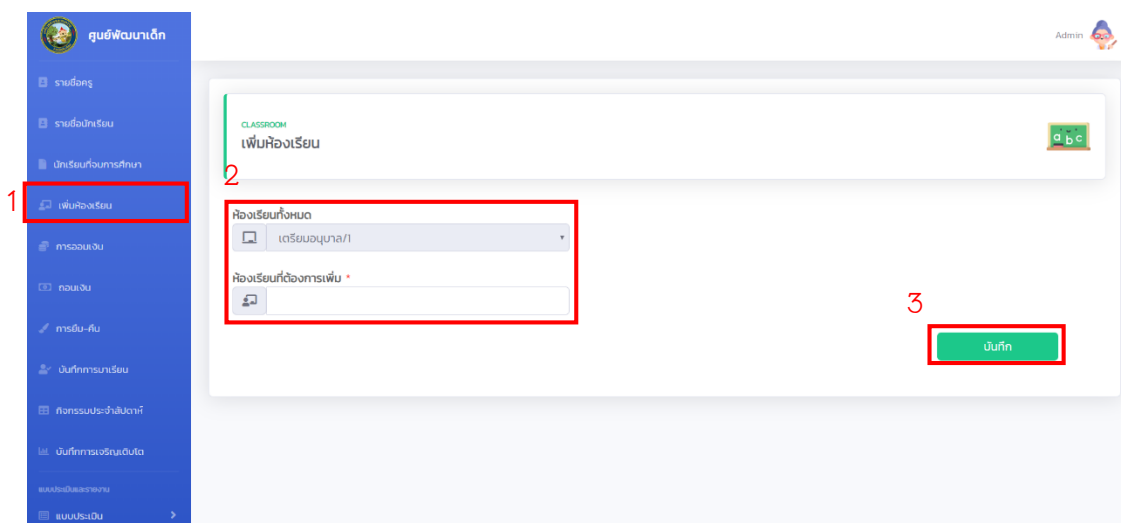 ศูนย์พัฒนาเด็ก
Admin
รายชื่อครู
รายชื่อนักเรียน
นักเรียนที่จบการศึกษา
1
เพิ่มห้องเรียน
การออมเงิน
ถอนเงิน
การยืม-คืน
บันทึกการมาเรียน
กิจกรรมประจำสัปดาห์
บันทึกการเจริญเติบโต
แบบประเมินและรายงาน
แบบประเมิน
CLASSROOM
เพิ่มห้องเรียน
a b c
2
ห้องเรียนทั้งหมด
เตรียมอนุบาล/1
ห้องเรียนที่ต้องการเพิ่ม *
3
บันทึก